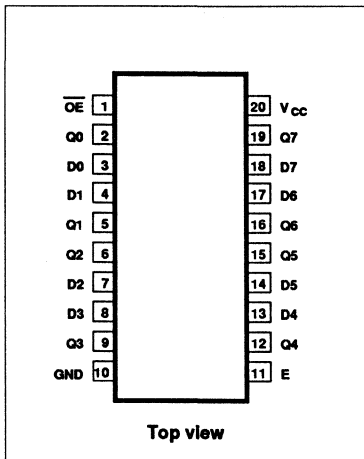 O̅E̅ 1 20 VCC
Q0 2 19 Q7
D0 3 18 D7
D1 4 17 D6
Q1 5 16 Q6
Q2 6 15 Q5
D2 7 14 D5
D3 8 13 D4
Q3 9 12 Q4
GND 10 11 E
Top view